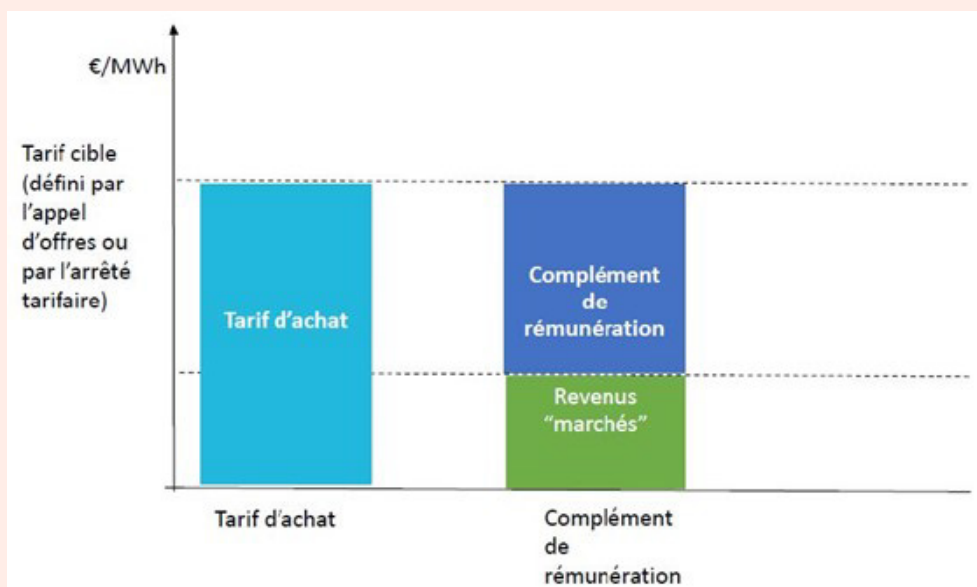 €/MWh
Tarif cible
(défini par
l'appel
d'offres ou
par l'arrêté
tarifaire)
Tarif d'achat
Complément
de
rémunération
Revenus
“marchés”
Tarif d'achat
Complément
de
rémunération